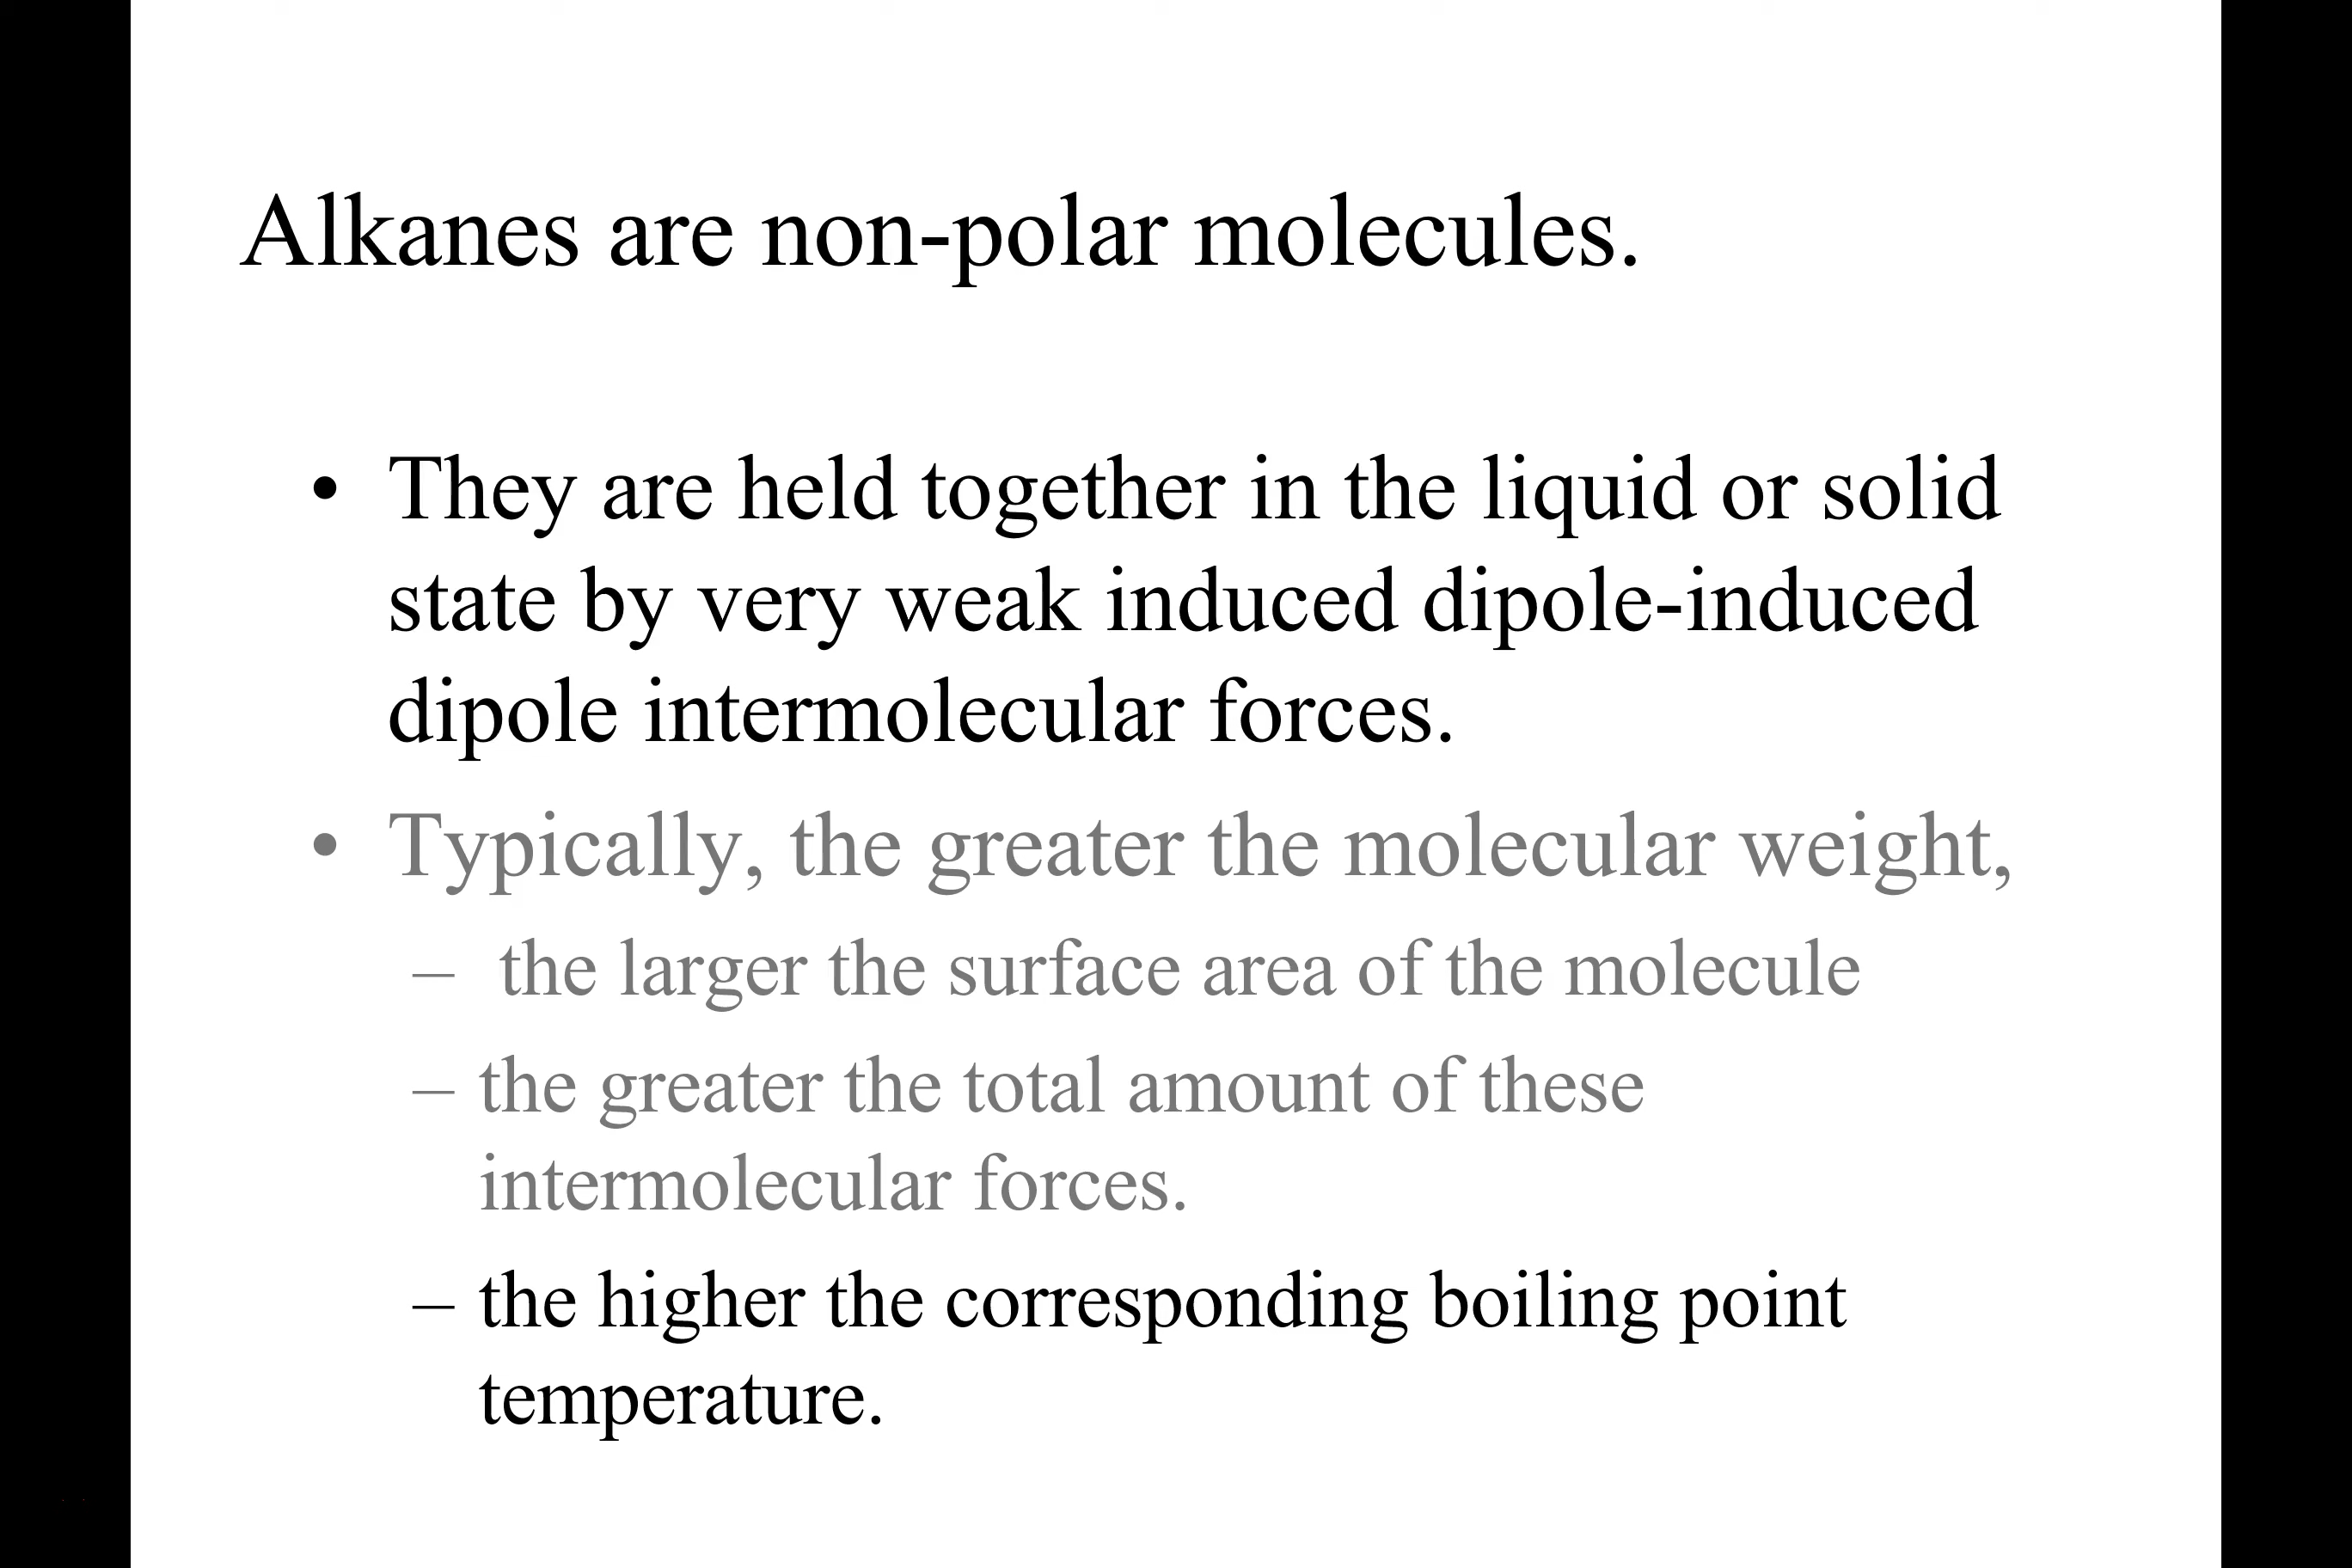 Alkanes are non-polar molecules.
• They are held together in the liquid or solid
state by very weak induced dipole-induced
dipole intermolecular forces.
• Typically, the greater the molecular weight,
– the larger the surface area of the molecule
– the greater the total amount of these
intermolecular forces.
– the higher the corresponding boiling point
temperature.